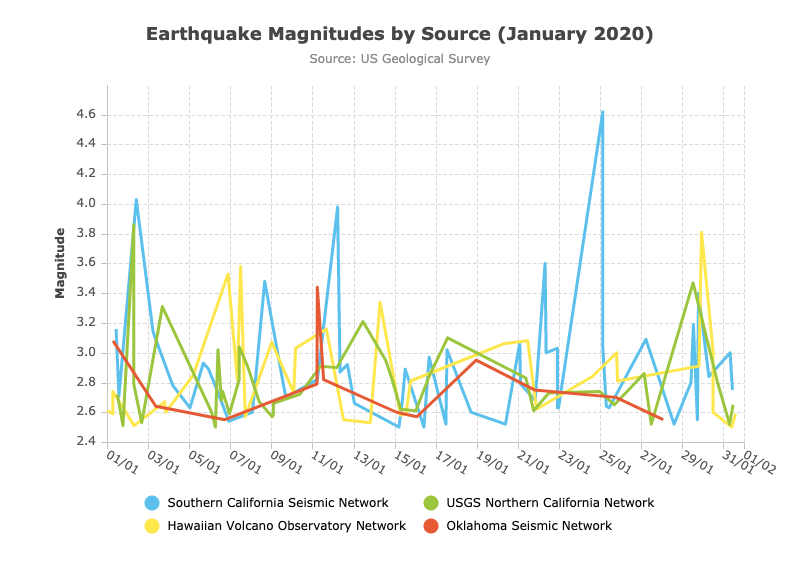 Earthquake Magnitudes by Source (January 2020)
Source: US Geological Survey
Magnitude
4.6
4.4
4.2
4.0
3.8
3.6
3.4
3.2
3.0
2.8
2.6
2.4
01/01 03/01 05/01 07/01 09/01 11/01 13/01 15/01 17/01 19/01 21/01 23/01 25/01 27/01 29/01 31/01 01/02
Southern California Seismic Network USGS Northern California Network
Hawaiian Volcano Observatory Network Oklahoma Seismic Network